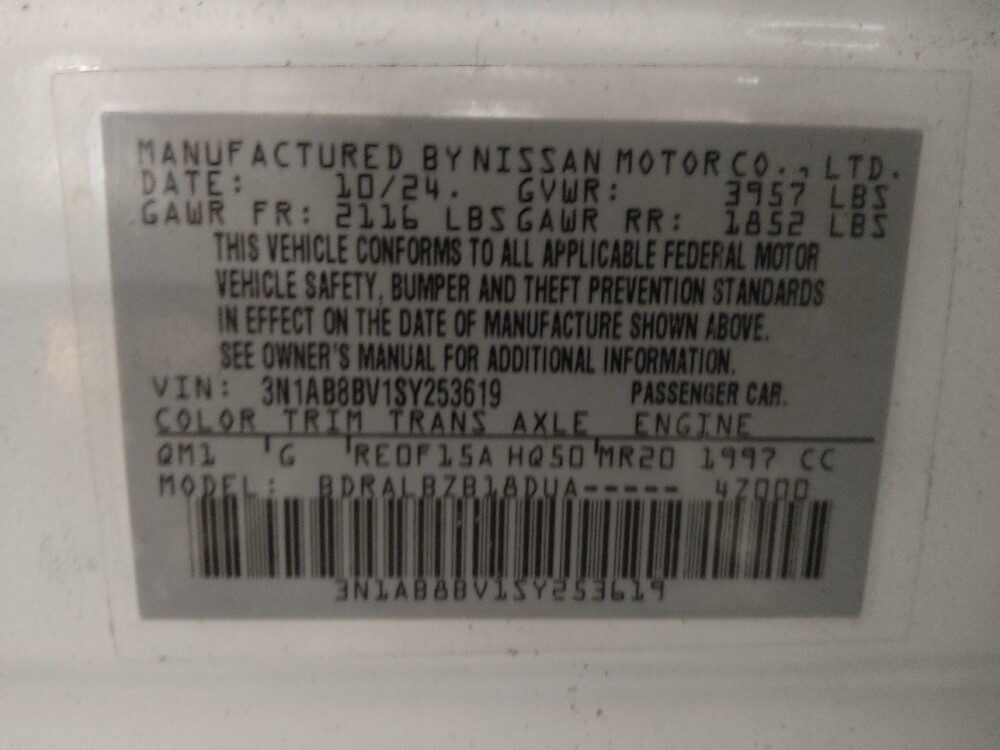 MANUFACTURED BY NISSAN MOTOR CO., LTD.
DATE: 10/24. GVWR: 3957 LBS
GAWR FR: 2116 LBS GAWR RR: 1852 LBS
THIS VEHICLE CONFORMS TO ALL APPLICABLE FEDERAL MOTOR
VEHICLE SAFETY, BUMPER AND THEFT PREVENTION STANDARDS
IN EFFECT ON THE DATE OF MANUFACTURE SHOWN ABOVE.
SEE OWNER'S MANUAL FOR ADDITIONAL INFORMATION.
VIN: 3N1AB8BV1SY253619 PASSENGER CAR.
COLOR TRIM TRANS AXLE ENGINE
QM1 G RE0F15A HQ50 MR20 1997 CC
MODEL: BDRALBZB18DUA----- 4Z000
3N1AB8BV1SY253619